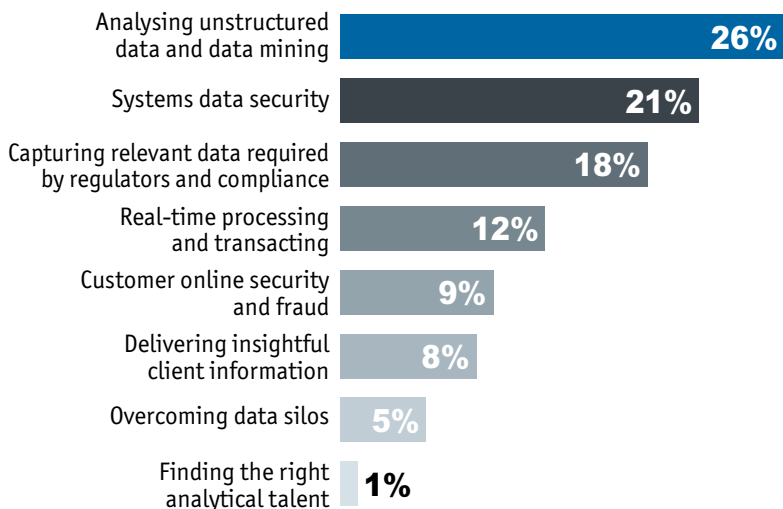 Analysing unstructured
data and data mining
26%
Systems data security
21%
Capturing relevant data required
by regulators and compliance
18%
Real-time processing
and transacting
12%
Customer online security
and fraud
9%
Delivering insightful
client information
8%
Overcoming data silos
5%
Finding the right
analytical talent
1%